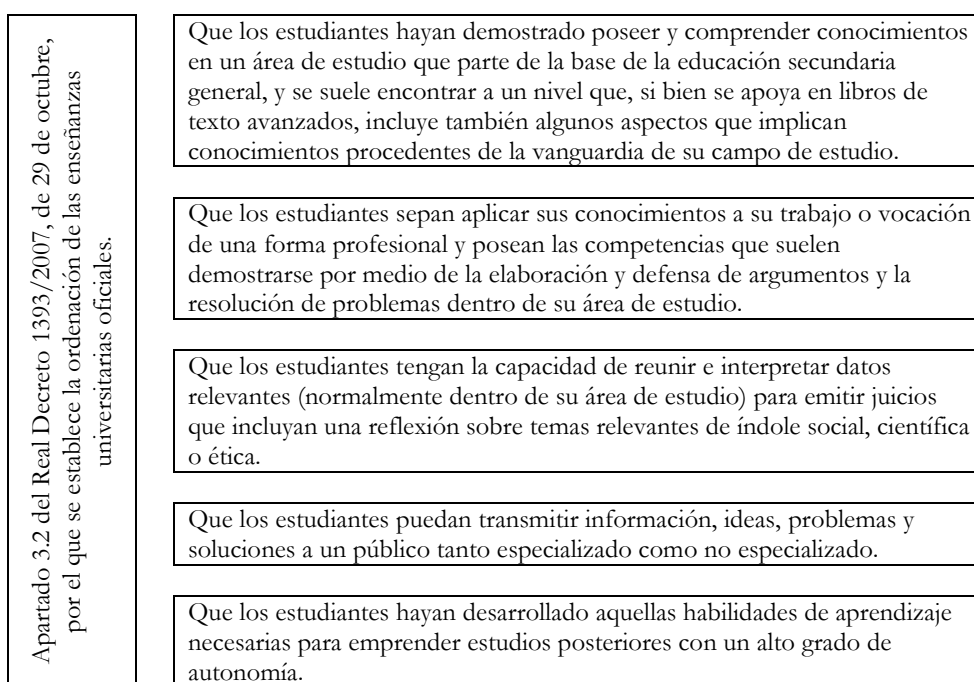 Apartado 3.2 del Real Decreto 1393/2007, de 29 de octubre,
por el que se establece la ordenación de las enseñanzas
universitarias oficiales.
Que los estudiantes hayan demostrado poseer y comprender conocimientos
en un área de estudio que parte de la base de la educación secundaria
general, y se suele encontrar a un nivel que, si bien se apoya en libros de
texto avanzados, incluye también algunos aspectos que implican
conocimientos procedentes de la vanguardia de su campo de estudio.
Que los estudiantes sepan aplicar sus conocimientos a su trabajo o vocación
de una forma profesional y posean las competencias que suelen
demostrarse por medio de la elaboración y defensa de argumentos y la
resolución de problemas dentro de su área de estudio.
Que los estudiantes tengan la capacidad de reunir e interpretar datos
relevantes (normalmente dentro de su área de estudio) para emitir juicios
que incluyan una reflexión sobre temas relevantes de índole social, científica
o ética.
Que los estudiantes puedan transmitir información, ideas, problemas y
soluciones a un público tanto especializado como no especializado.
Que los estudiantes hayan desarrollado aquellas habilidades de aprendizaje
necesarias para emprender estudios posteriores con un alto grado de
autonomía.